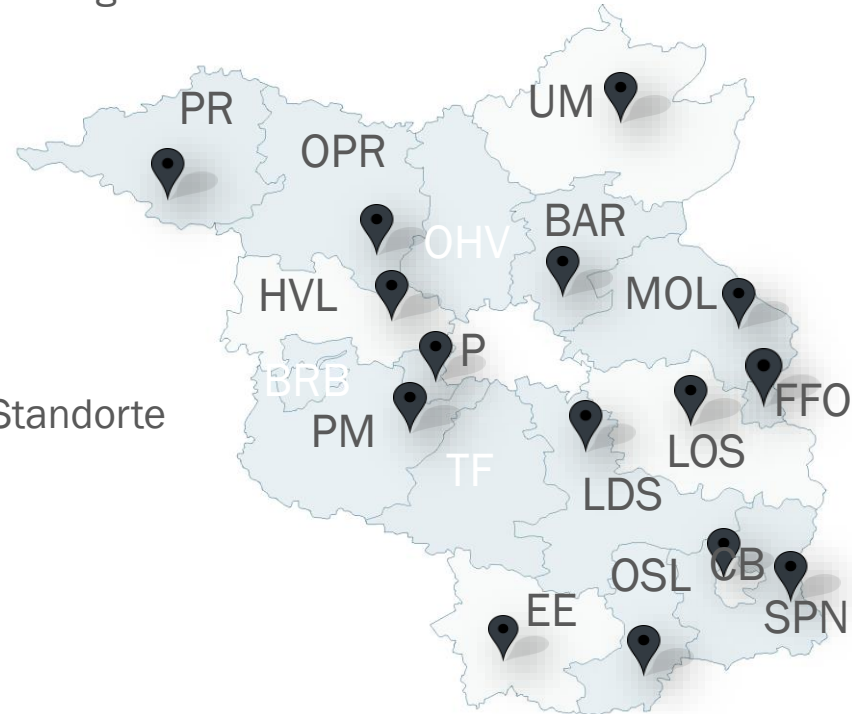 PR
UM
OPR
BAR
OHV
HVL
MOL
P
BRB
FFO
Standorte
PM
LOS
TF
LDS
CB
OSL
EE
SPN